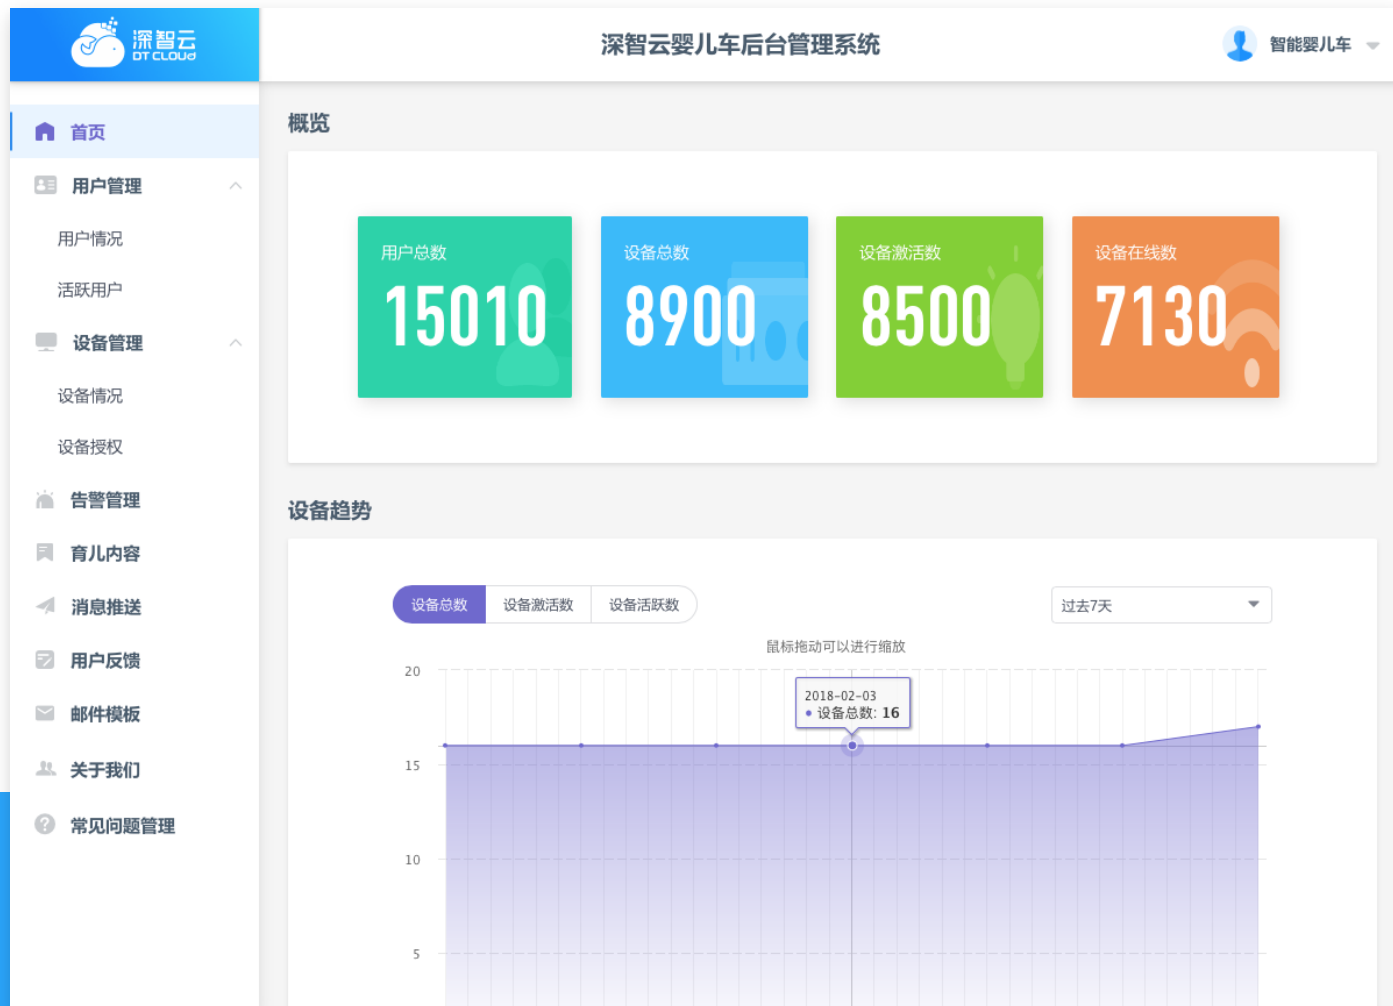 深智云
DT CLOUD
深智云婴儿车后台管理系统
智能婴儿车
首页
用户管理
用户情况
活跃用户
设备管理
设备情况
设备授权
告警管理
育儿内容
消息推送
用户反馈
邮件模板
关于我们
常见问题管理
概览
用户总数
15010
设备总数
8900
设备激活数
8500
设备在线数
7130
设备趋势
设备总数
设备激活数
设备活跃数
过去7天
鼠标拖动可以进行缩放
20
2018-02-03
设备总数: 16
15
10
5